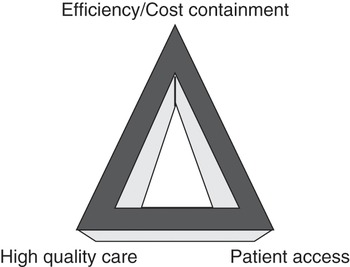 Efficiency/Cost containment
High quality care
Patient access